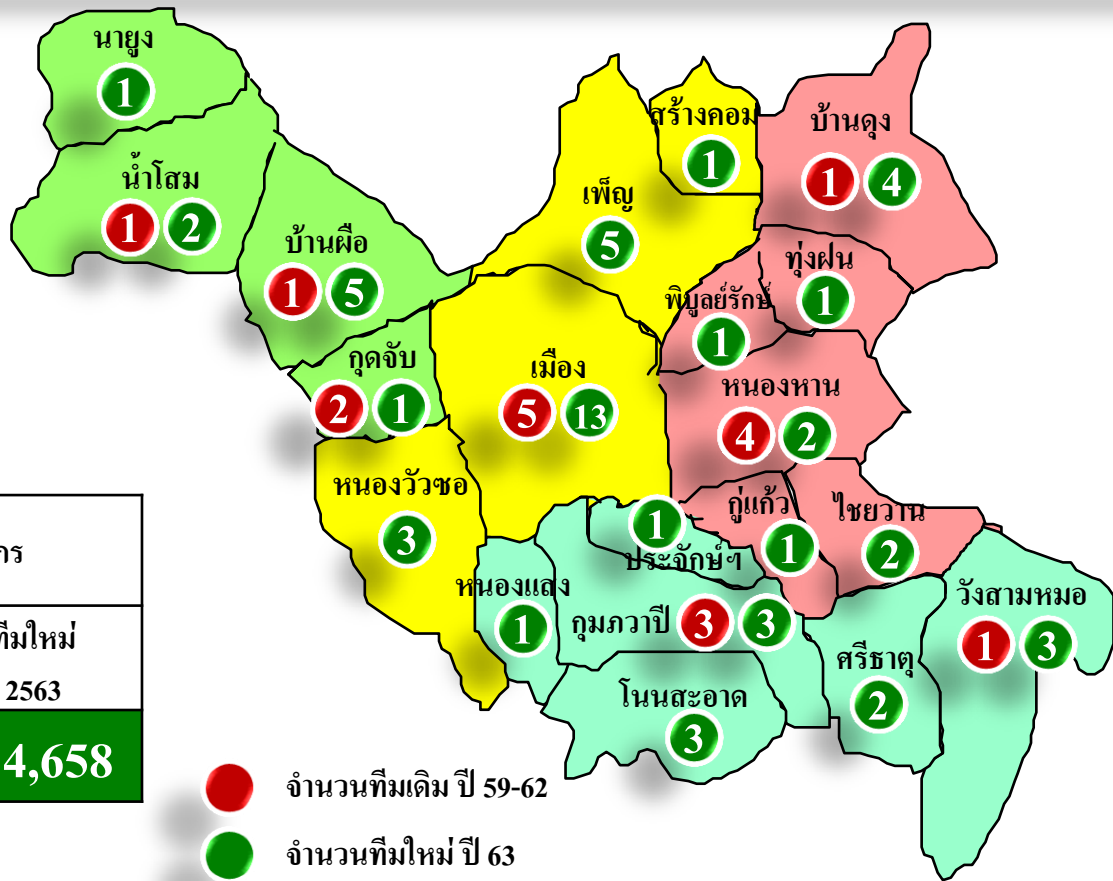 นายูง
1
น้ำโสม
1 2
บ้านผือ
1 5
กุดจับ
2 1
สร้างคอม
1
เพ็ญ
5
เมือง
5 13
หนองวัวซอ
3
บ้านดุง
1 4
ทุ่งฝน
1
พิบูลย์รักษ์
1
หนองหาน
4 2
กู่แก้ว
1
ไชยวาน
2
1
ประจักษ์ฯ
หนองแสง
1
กุมภวาปี 3 3
โนนสะอาด
3
ศรีธาตุ
2
วังสามหมอ
1 3
กร
ทีมใหม่
2563
4,658
จำนวนทีมเดิม ปี 59-62
จำนวนทีมใหม่ ปี 63